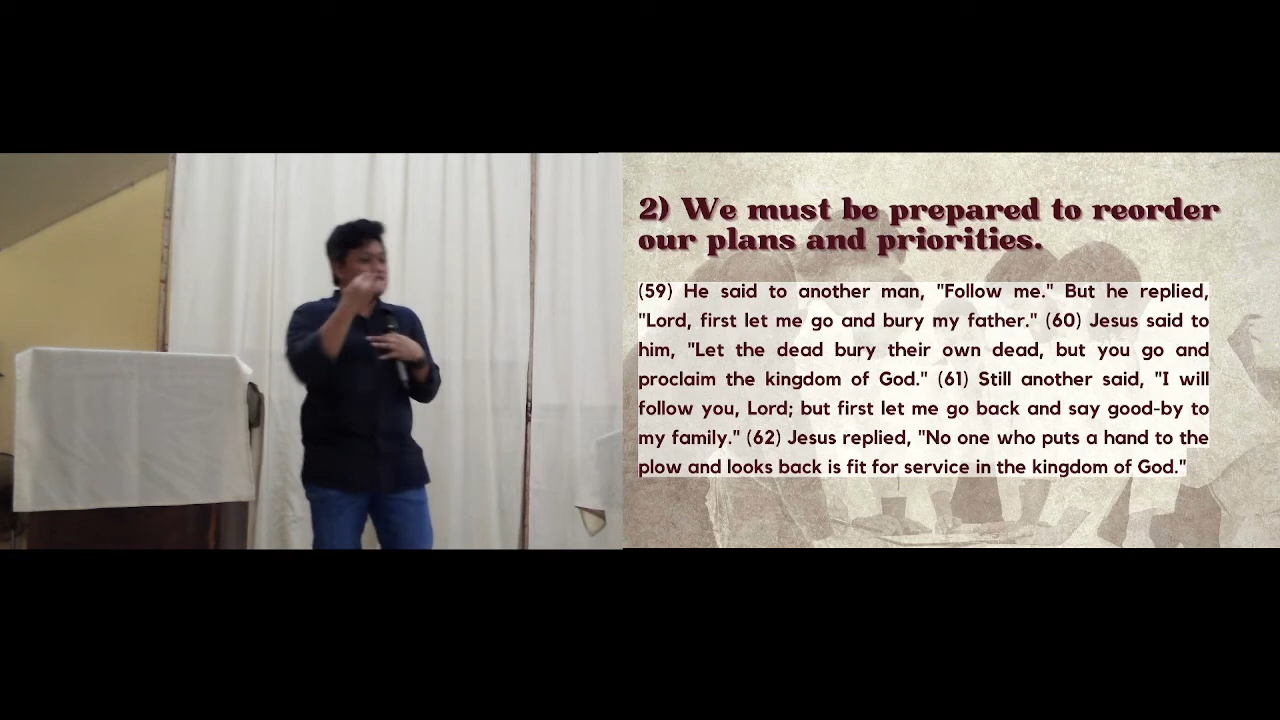 2) We must be prepared to reorder
our plans and priorities.
(59) He said to another man, "Follow me." But he replied,
"Lord, first let me go and bury my father." (60) Jesus said to
him, "Let the dead bury their own dead, but you go and
proclaim the kingdom of God." (61) Still another said, "I will
follow you, Lord; but first let me go back and say good-by to
my family." (62) Jesus replied, "No one who puts a hand to the
plow and looks back is fit for service in the kingdom of God."